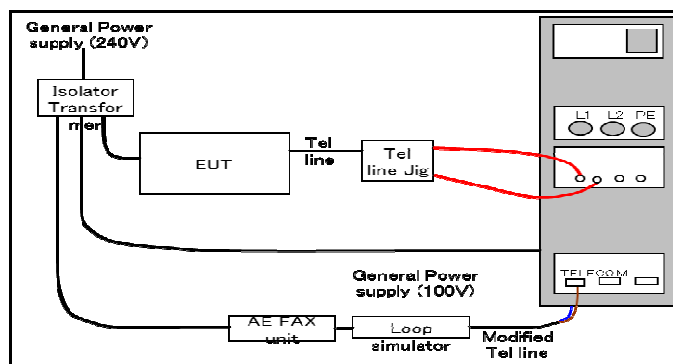 General Power
supply (240V)
Isolator
Transfor
mer
EUT
Tel
line
Tel
line Jig
L1 L2 PE
General Power
supply (100V)
TELECOM
AE FAX
unit
Loop
simulator
Modified
Tel line